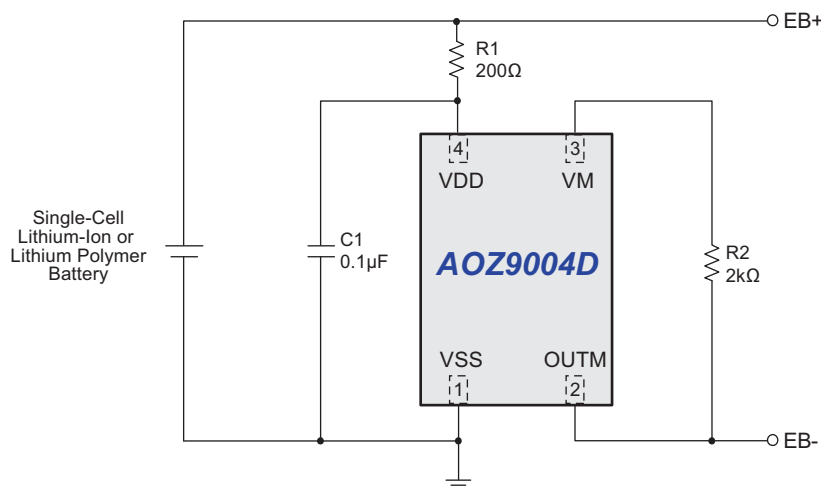 EB+
R1
200Ω
4
3
VDD
VM
Single-Cell
Lithium-Ion or
Lithium Polymer
Battery
C1
0.1µF
AOZ9004D
R2
2kΩ
VSS
OUTM
1
2
EB-